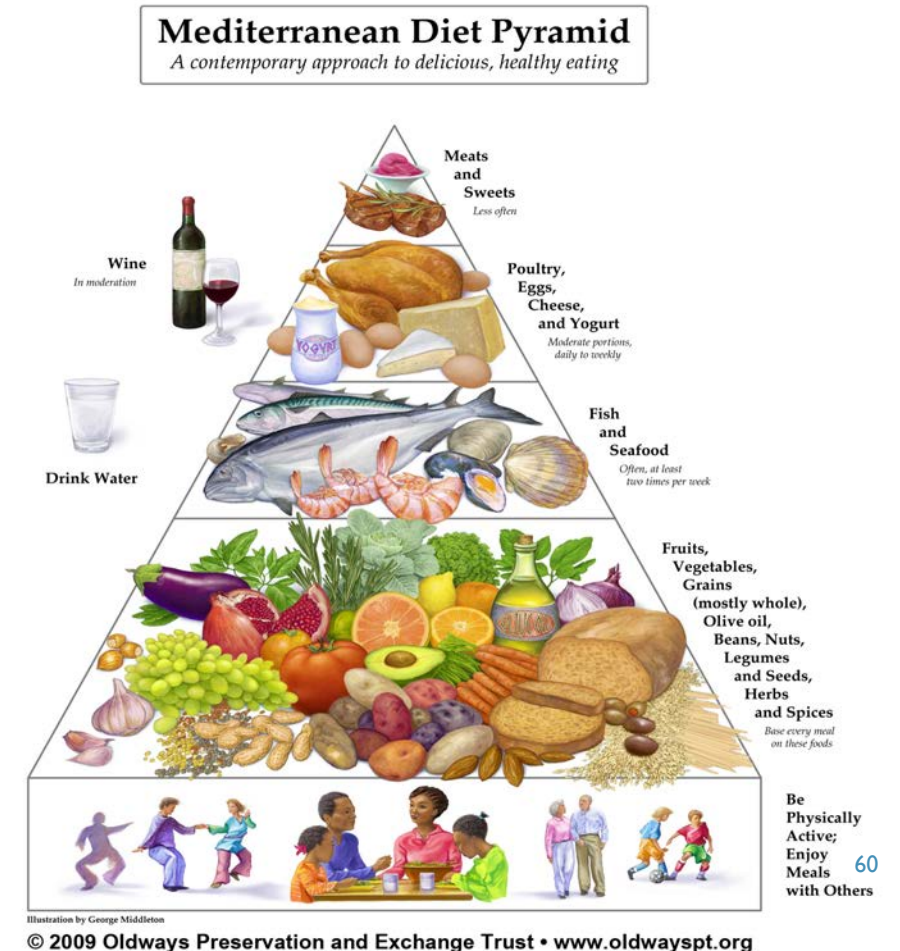 Mediterranean Diet Pyramid
A contemporary approach to delicious, healthy eating
Meats
and
Sweets
Less often
Wine
In moderation
Poultry,
Eggs,
Cheese,
and Yogurt
Moderate portions,
daily to weekly
YOGURT
Drink Water
Fish
and
Seafood
Often, at least
two times per week
Fruits,
Vegetables,
Grains
(mostly whole),
Olive oil,
Beans, Nuts,
Legumes
and Seeds,
Herbs
and Spices
Base every meal
on these foods
Be
Physically
Active;
Enjoy
Meals
with Others
60
Illustration by George Middleton
© 2009 Oldways Preservation and Exchange Trust • www.oldwayspt.org